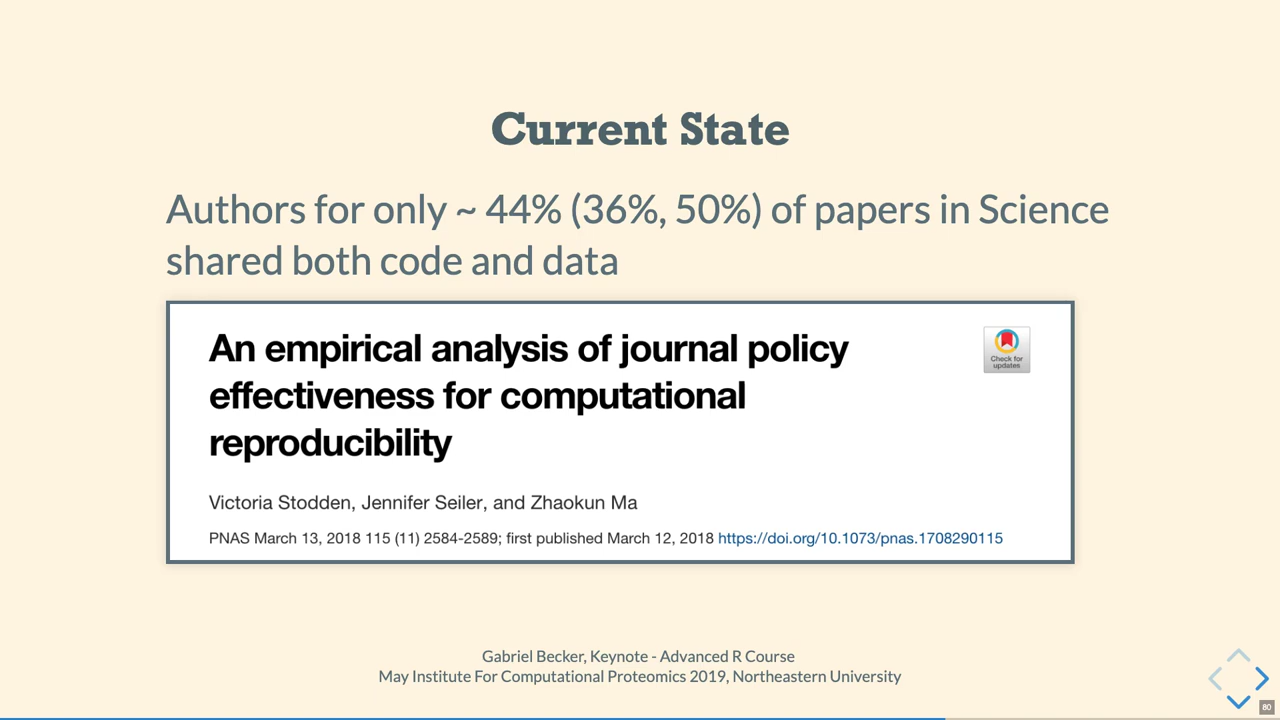 Current State
Authors for only ~ 44% (36%, 50%) of papers in Science
shared both code and data
An empirical analysis of journal policy
effectiveness for computational
reproducibility
Check for
updates
Victoria Stodden, Jennifer Seiler, and Zhaokun Ma
PNAS March 13, 2018 115 (11) 2584-2589; first published March 12, 2018 https://doi.org/10.1073/pnas.1708290115
Gabriel Becker, Keynote - Advanced R Course
May Institute For Computational Proteomics 2019, Northeastern University
80